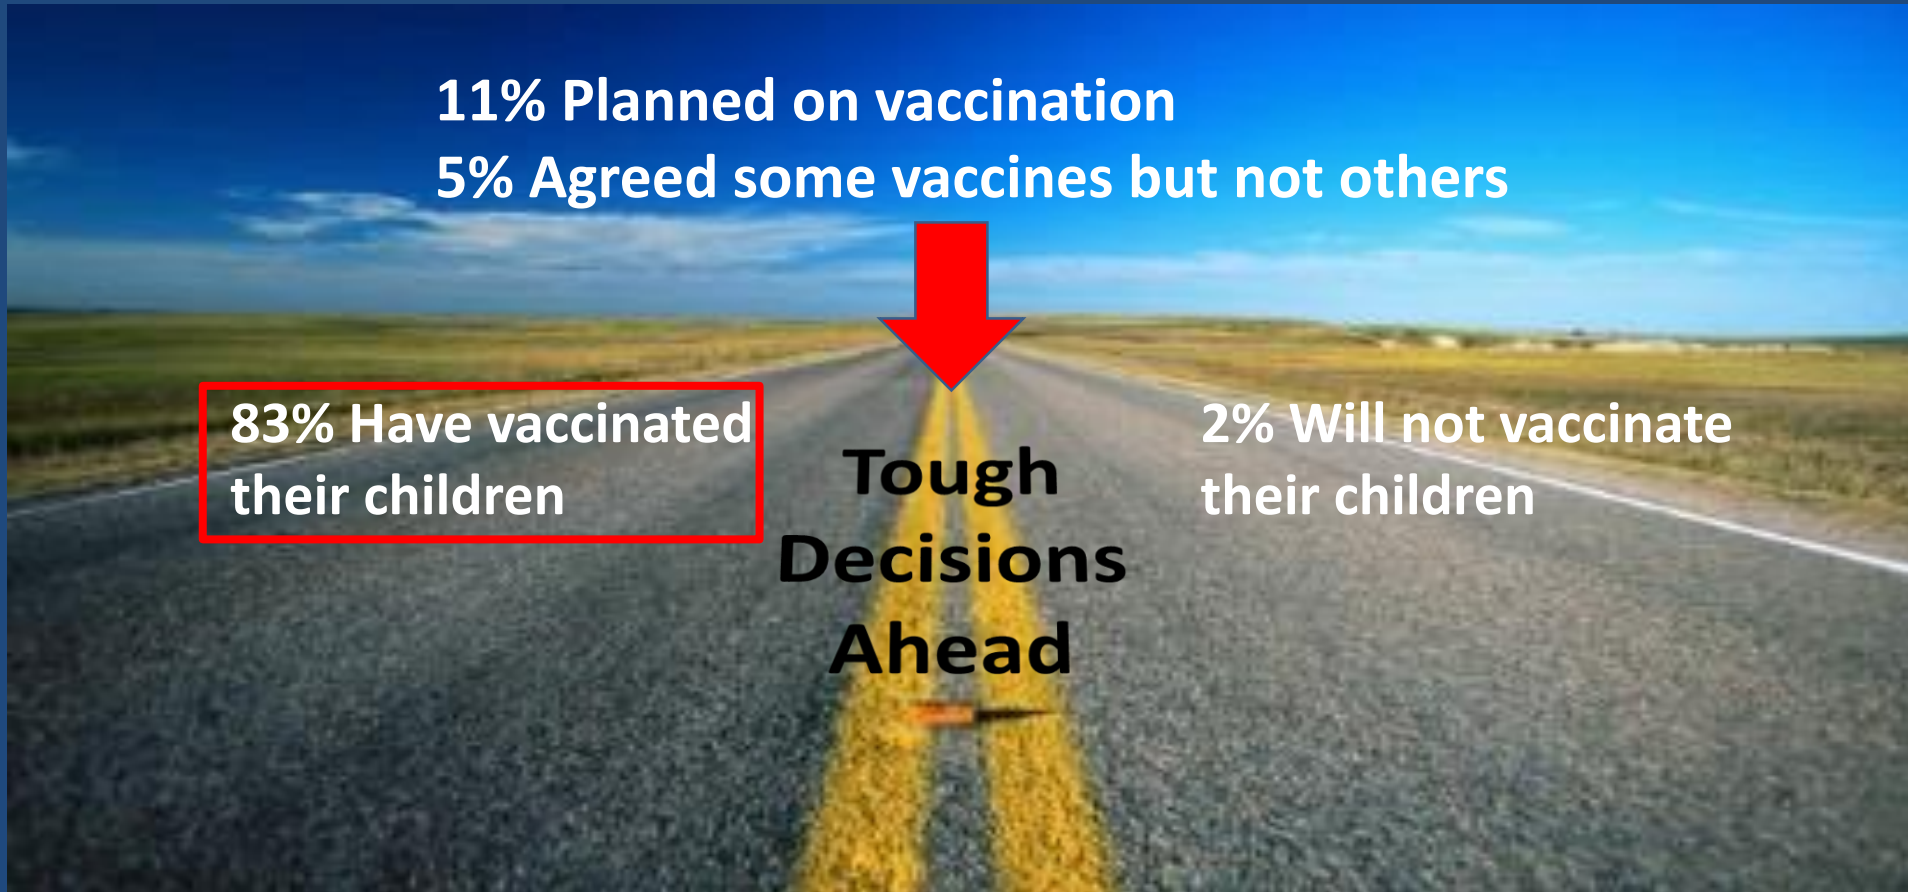 11% Planned on vaccination
5% Agreed some vaccines but not others
83% Have vaccinated
their children
2% Will not vaccinate
their children
Tough
Decisions
Ahead